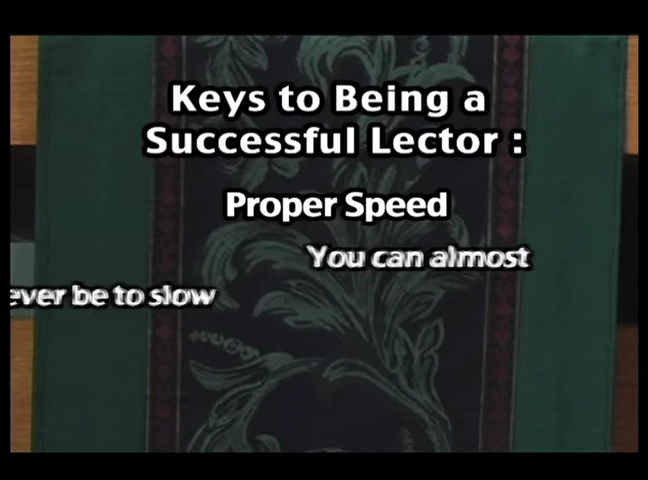 Keys to Being a
Successful Lector :
Proper Speed
You can almost
ever be to slow